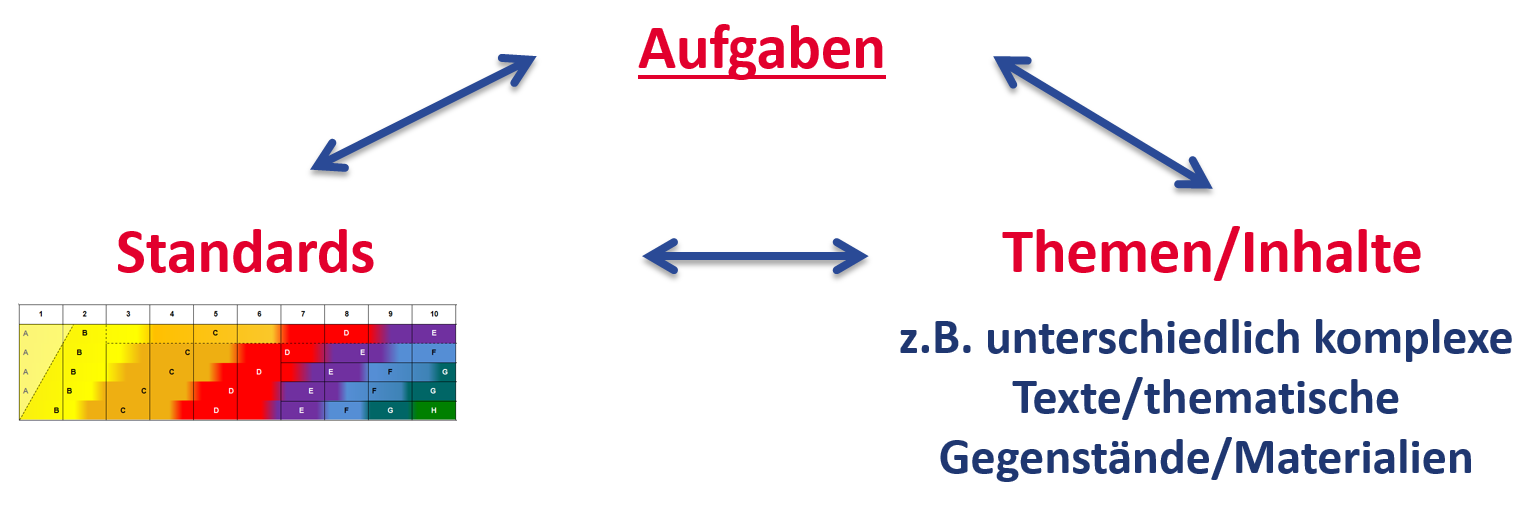 Aufgaben
Standards
Themen/Inhalte
1 2 3 4 5 6 7 8 9 10
A B C D E
A B C D E F
A B C D E F G
A B C D E F G
B C D E F G H
z.B. unterschiedlich komplexe
Texte/thematische
Gegenstände/Materialien